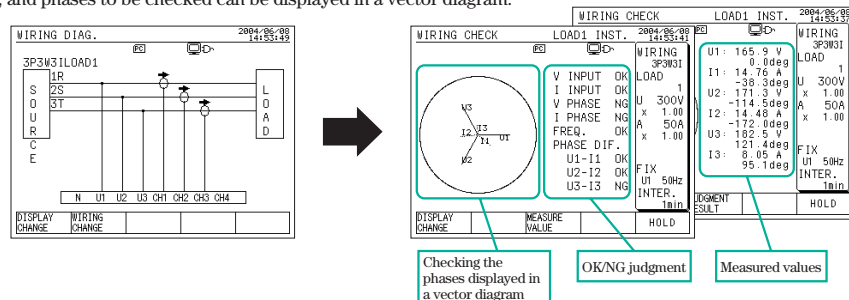 , and phases to be checked can be displayed in a vector diagram.
WIRING DIAG.
2004/06/08
14:53:49
PC
3P3W3ILOAD1
1R
2S
3T
SOURCE
LOAD
N U1 U2 U3 CH1 CH2 CH3 CH4
DISPLAY CHANGE
WIRING CHANGE
WIRING CHECK LOAD1 INST.
2004/06/08
14:53:41
PC
U3
I2 I3
I1 U1
U2
V INPUT OK
I INPUT OK
V PHASE NG
I PHASE NG
FREQ. OK
PHASE DIF.
U1-I1 OK
U2-I2 OK
U3-I3 NG
WIRING
3P3W3I
LOAD
1
U 300V
x 1.00
A 50A
x 1.00
FIX
U1 50Hz
INTER.
1min
DISPLAY CHANGE
MEASURE VALUE
HOLD
WIRING CHECK LOAD1 INST.
2004/06/08
14:53:37
PC
U1: 165.9 V
0.0deg
I1: 14.76 A
-38.3deg
U2: 171.3 V
-114.5deg
I2: 14.48 A
-172.0deg
U3: 182.5 V
121.4deg
I3: 8.05 A
95.1deg
WIRING
3P3W3I
LOAD
1
U 300V
x 1.00
A 50A
x 1.00
FIX
U1 50Hz
INTER.
1min
HOLD
Checking the
phases displayed in
a vector diagram
OK/NG judgment
Measured values